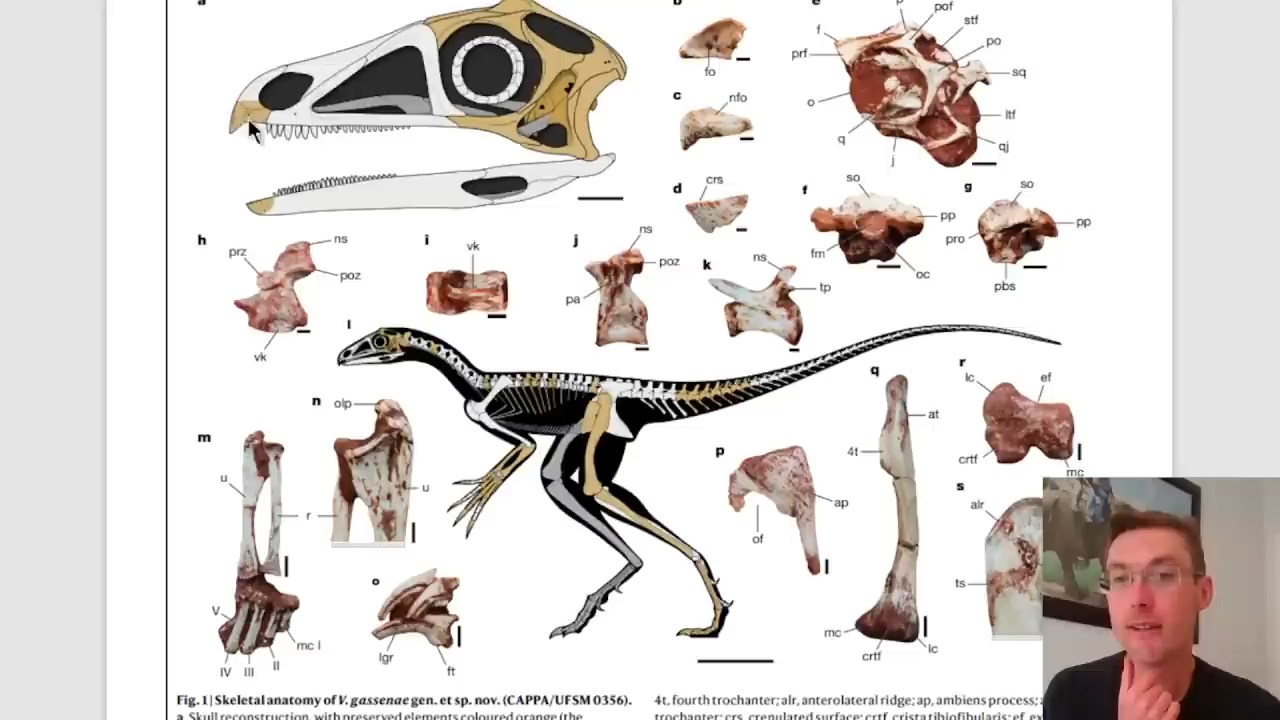 a
b
e
p
pof
stf
f
po
prf
sq
fo
c
nfo
o
ltf
q
qj
j
d
crs
f
so
g
so
pp
pp
pro
fm
oc
pbs
h
ns
prz
poz
vk
i
vk
j
ns
poz
pa
k
ns
tp
l
q
r
lc
ef
n
olp
at
m
4t
crtf
mc
p
u
u
r
ap
of
s
alr
ts
o
V
mc I
II
IV
III
lgr
ft
mc
crtf
lc
Fig. 1 | Skeletal anatomy of V. gassenae gen. et sp. nov. (CAPPA/UFSM 0356).
4t, fourth trochanter; alr, anterolateral ridge; ap, ambiens process;
a, Skull reconstruction, with preserved elements coloured orange (the
trochanter; crs, crenulated surface; crtf, crista tibiofibularis; ef, ex